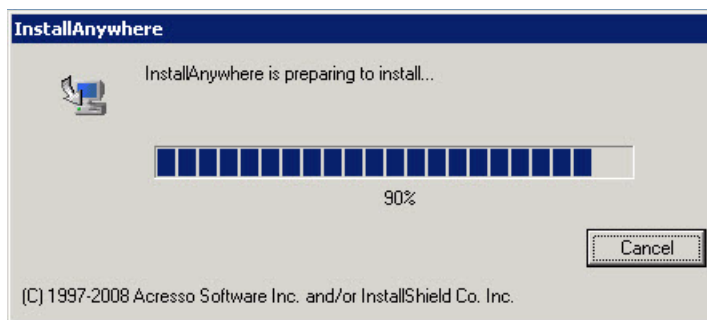 InstallAnywhere
InstallAnywhere is preparing to install...
90%
Cancel
(C) 1997-2008 Acresso Software Inc. and/or InstallShield Co. Inc.